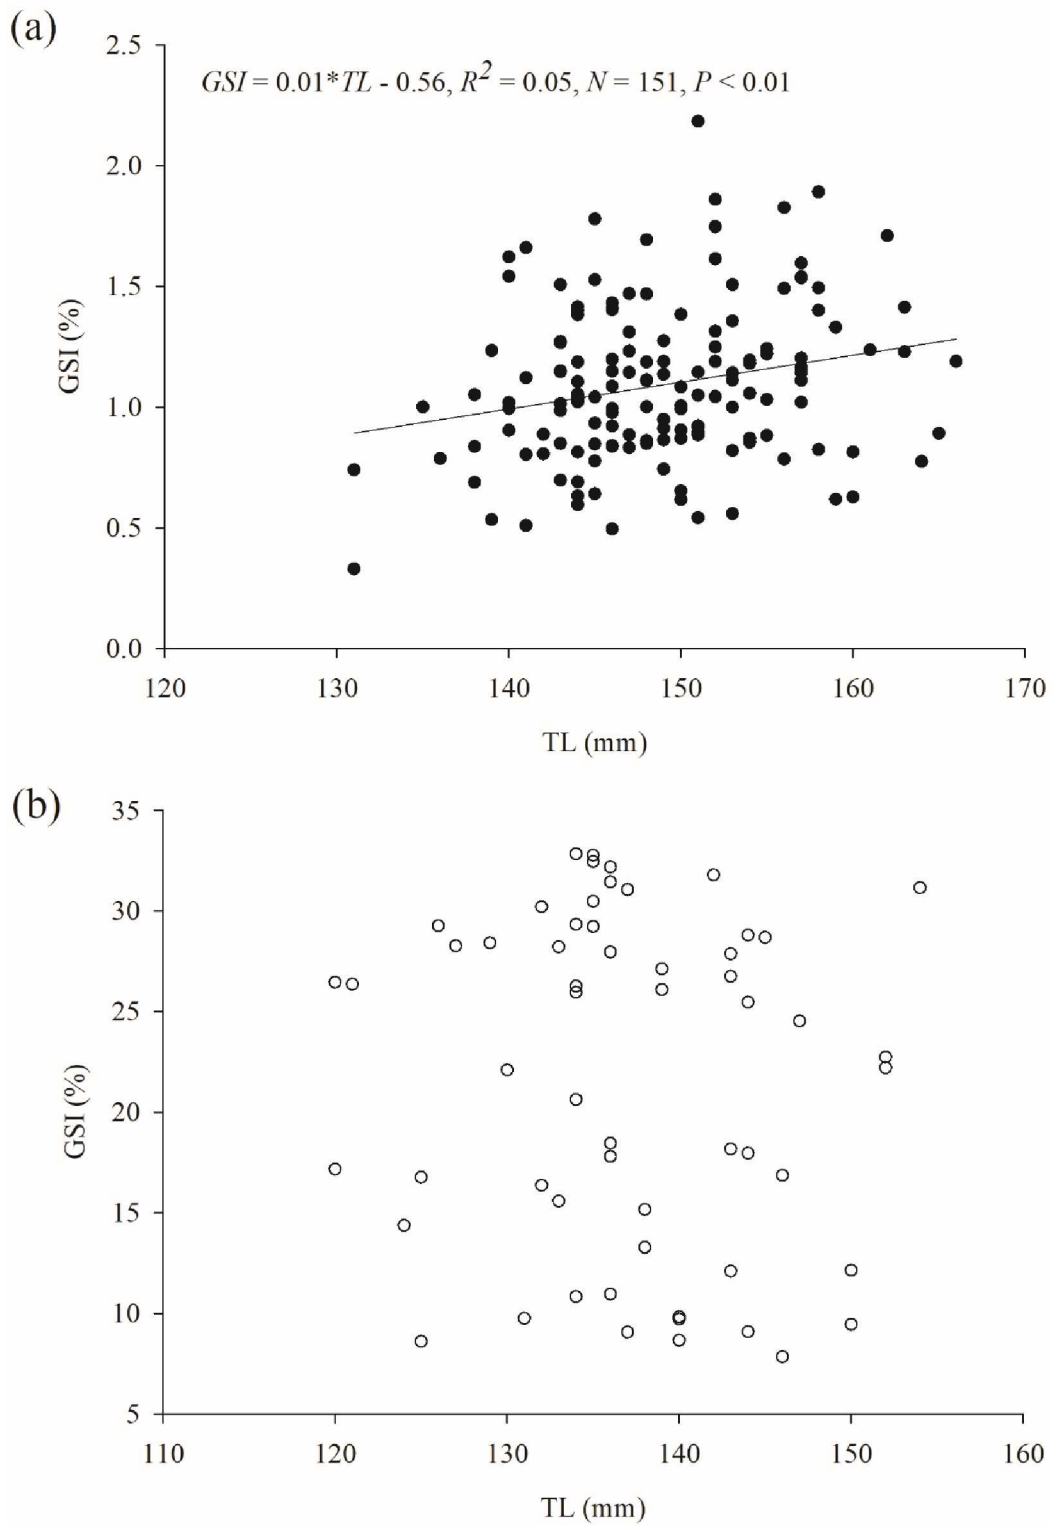 (a)
2.5
GSI = 0.01*TL - 0.56, R² = 0.05, N = 151, P < 0.01
2.0
1.5
GSI (%)
1.0
0.5
0.0
120 130 140 150 160 170
TL (mm)
(b)
35
30
25
GSI (%)
20
15
10
5
110 120 130 140 150 160
TL (mm)